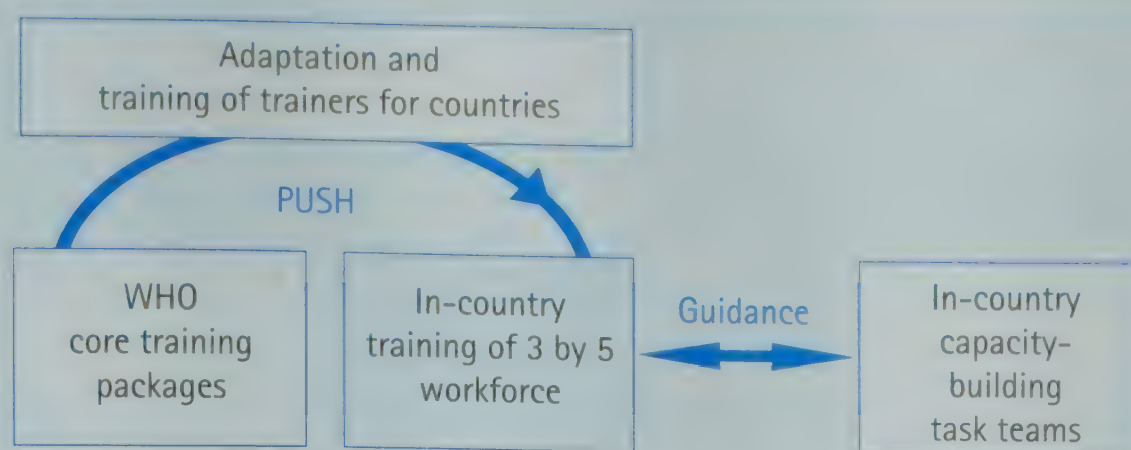 Adaptation and
training of trainers for countries
PUSH
WHO
core training
packages
In-country
training of 3 by 5
workforce
Guidance
In-country
capacity-
building
task teams